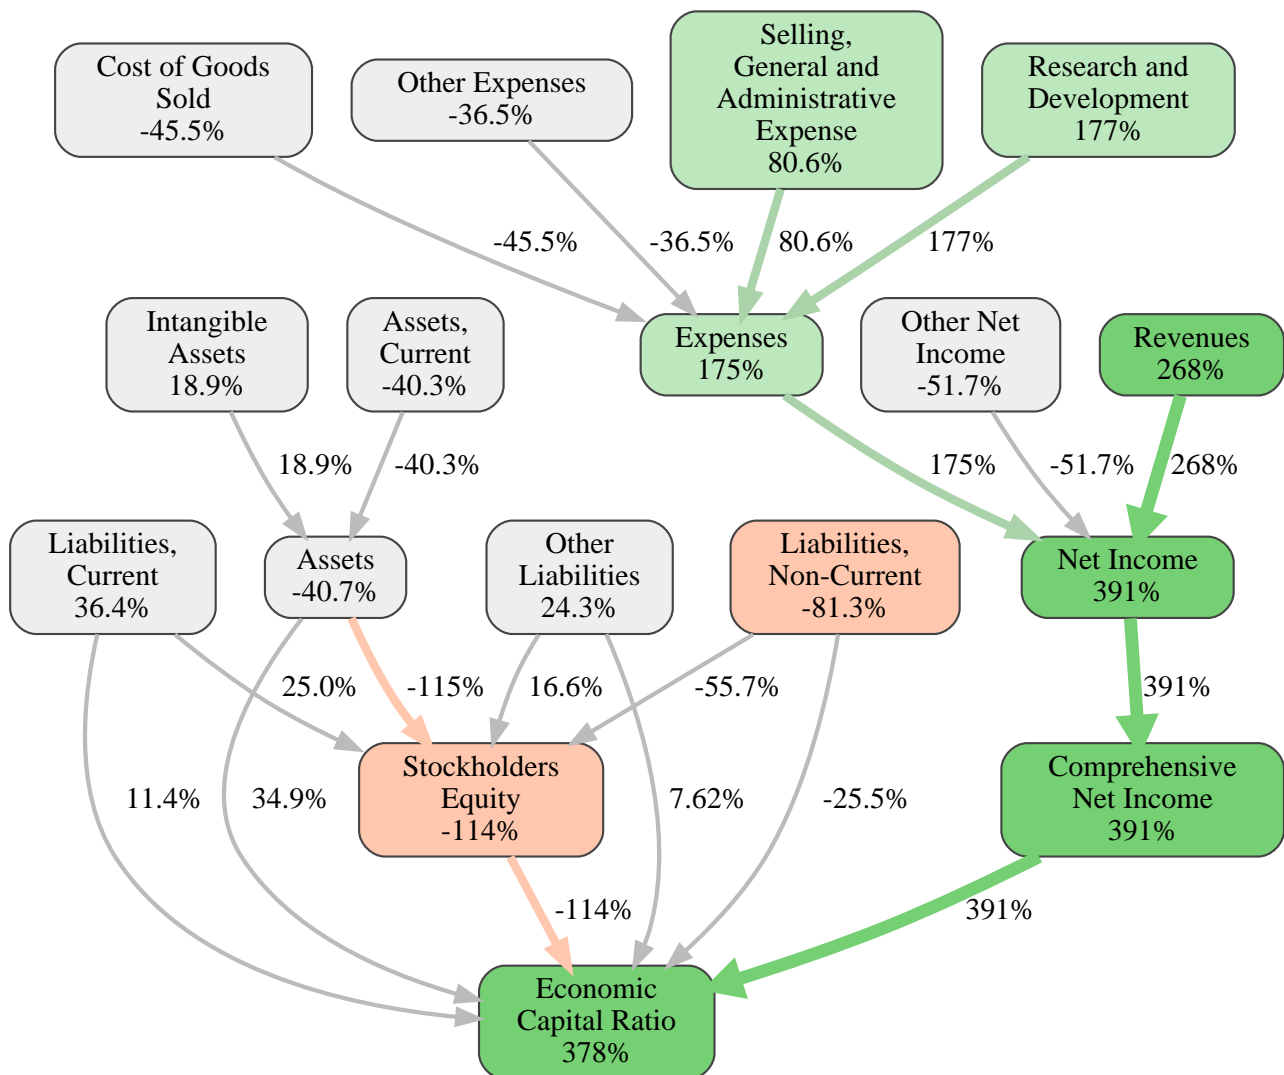 Cost of Goods
Sold
-45.5%
Other Expenses
-36.5%
Selling,
General and
Administrative
Expense
80.6%
Research and
Development
177%
-45.5%
-36.5%
80.6%
177%
Intangible
Assets
18.9%
Assets,
Current
-40.3%
Expenses
175%
Other Net
Income
-51.7%
Revenues
268%
18.9%
-40.3%
175%
-51.7%
268%
Liabilities,
Current
36.4%
Assets
-40.7%
Other
Liabilities
24.3%
Liabilities,
Non-Current
-81.3%
Net Income
391%
25.0%
-115%
16.6%
-55.7%
391%
11.4%
34.9%
Stockholders
Equity
-114%
7.62%
-25.5%
Comprehensive
Net Income
391%
-114%
391%
Economic
Capital Ratio
378%